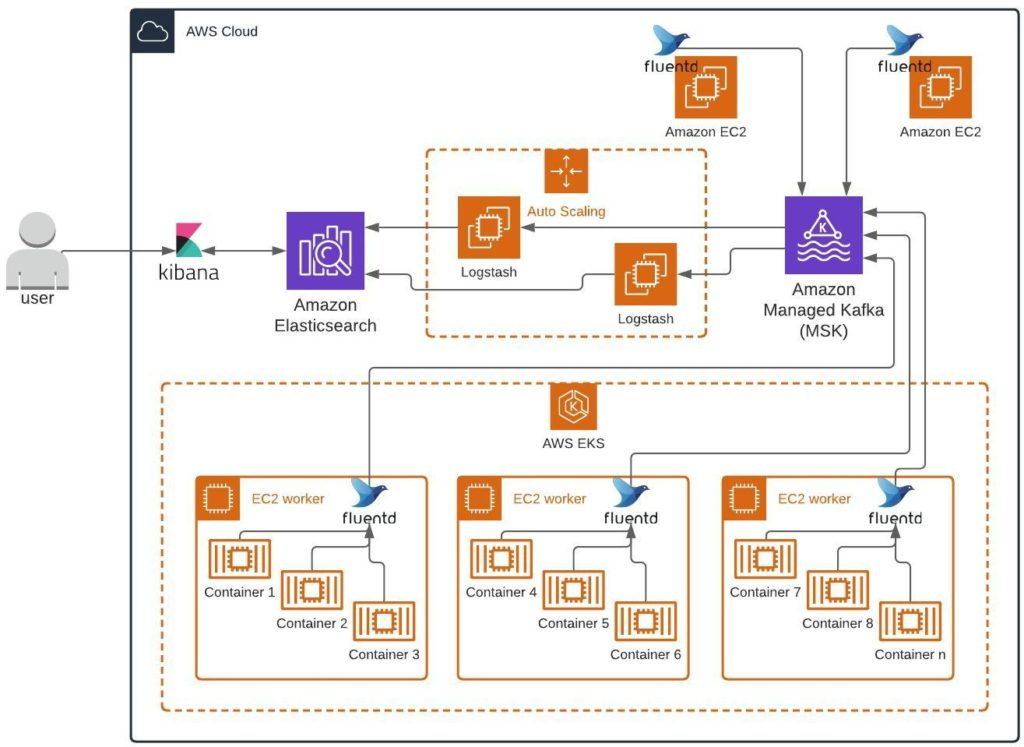 AWS Cloud
fluentd
Amazon EC2
fluentd
Amazon EC2
Auto Scaling
Logstash
Logstash
K
Amazon
Managed Kafka
(MSK)
Amazon
Elasticsearch
kibana
user
K
AWS EKS
EC2 worker
fluentd
Container 1
Container 2
Container 3
EC2 worker
fluentd
Container 4
Container 5
Container 6
EC2 worker
fluentd
Container 7
Container 8
Container n